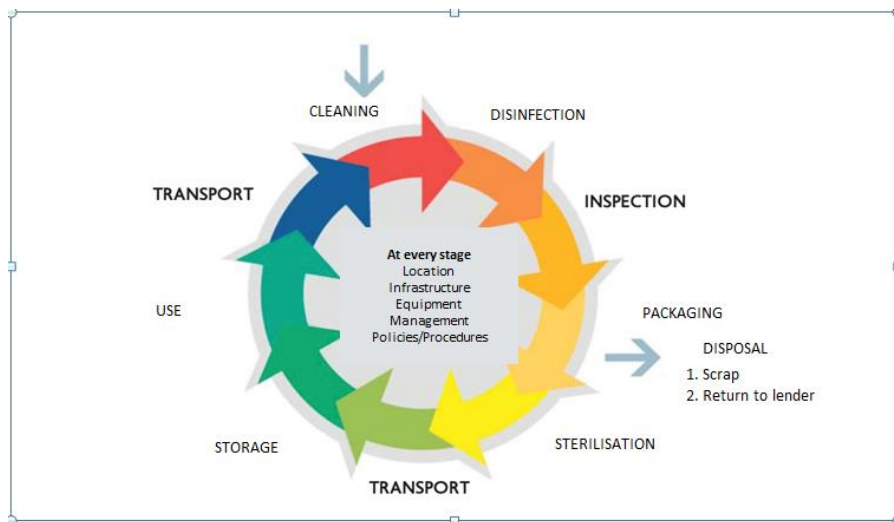 CLEANING
DISINFECTION
TRANSPORT
INSPECTION
At every stage
Location
Infrastructure
Equipment
Management
Policies/Procedures
USE
PACKAGING
DISPOSAL
1. Scrap
2. Return to lender
STORAGE
STERILISATION
TRANSPORT